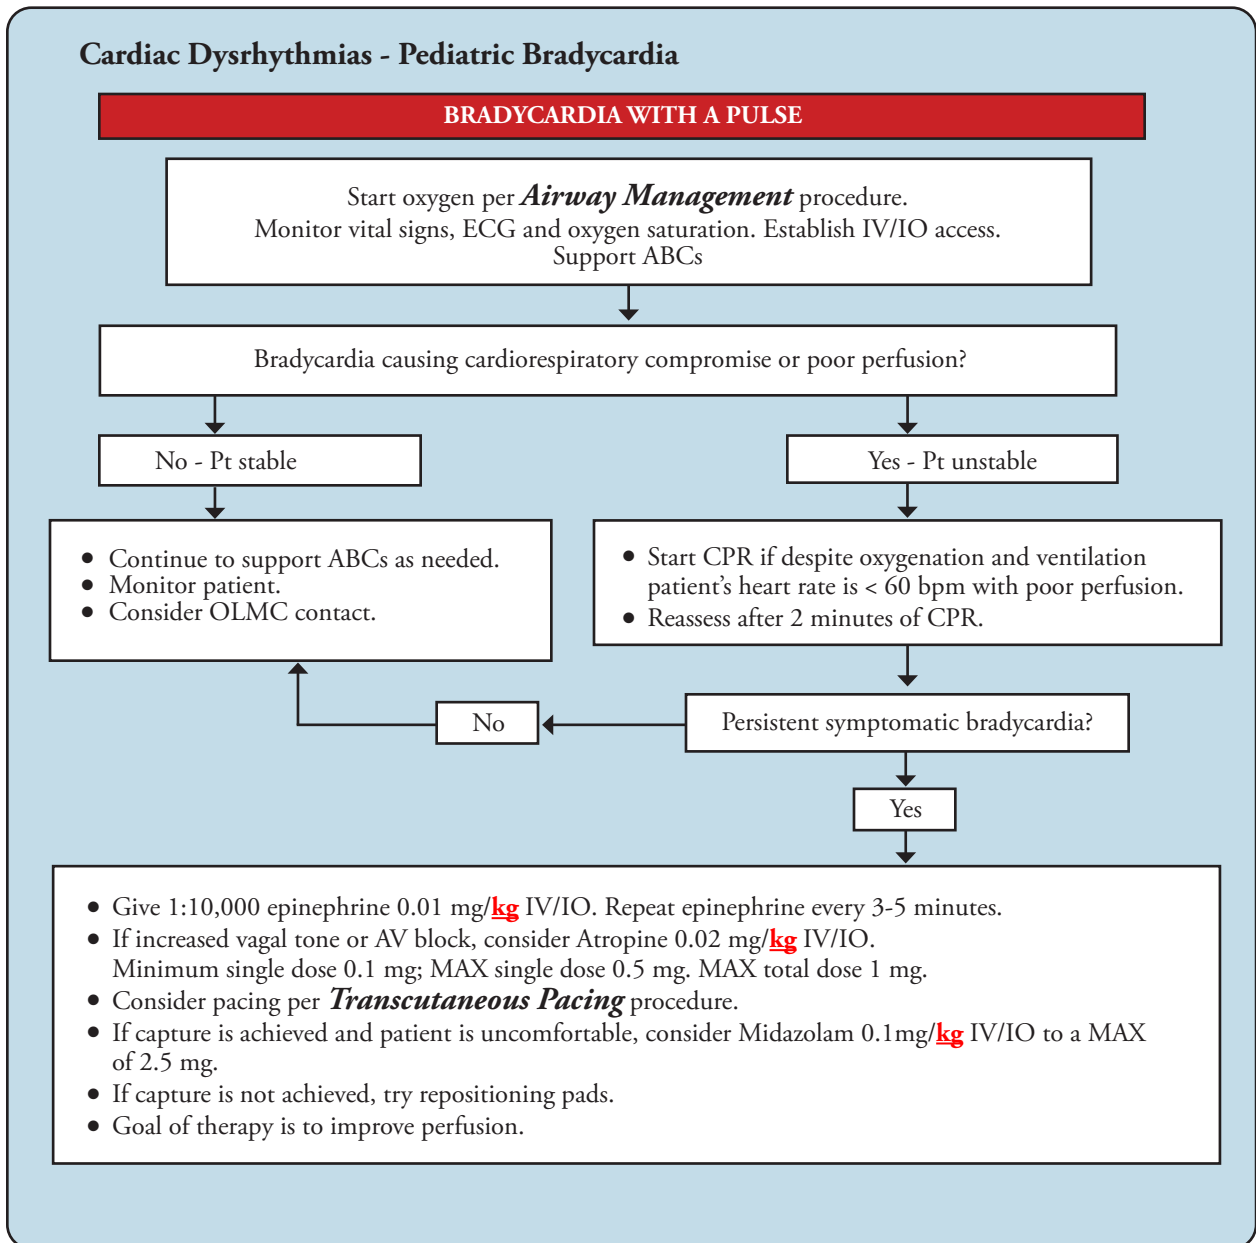 Cardiac Dysrhythmias - Pediatric Bradycardia
BRADYCARDIA WITH A PULSE
Start oxygen per Airway Management procedure.
Monitor vital signs, ECG and oxygen saturation. Establish IV/IO access.
Support ABCs
Bradycardia causing cardiorespiratory compromise or poor perfusion?
No - Pt stable
Yes - Pt unstable
• Continue to support ABCs as needed.
• Monitor patient.
• Consider OLMC contact.
• Start CPR if despite oxygenation and ventilation
patient's heart rate is < 60 bpm with poor perfusion.
• Reassess after 2 minutes of CPR.
No
Persistent symptomatic bradycardia?
Yes
• Give 1:10,000 epinephrine 0.01 mg/kg IV/IO. Repeat epinephrine every 3-5 minutes.
• If increased vagal tone or AV block, consider Atropine 0.02 mg/kg IV/IO.
Minimum single dose 0.1 mg; MAX single dose 0.5 mg. MAX total dose 1 mg.
• Consider pacing per Transcutaneous Pacing procedure.
• If capture is achieved and patient is uncomfortable, consider Midazolam 0.1mg/kg IV/IO to a MAX
of 2.5 mg.
• If capture is not achieved, try repositioning pads.
• Goal of therapy is to improve perfusion.